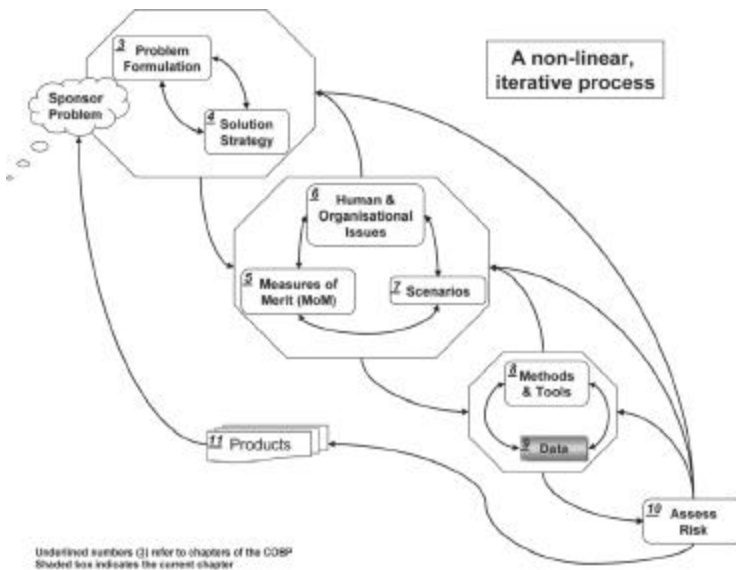 3
Problem
Formulation
A non-linear,
iterative process
Sponsor
Problem
4
Solution
Strategy
6
Human &
Organisational
Issues
5
Measures of
Merit (MoM)
7
Scenarios
8
Methods
& Tools
9
Data
11 Products
10
Assess
Risk
Underlined numbers (3) refer to chapters of the COBP
Shaded box indicates the current chapter